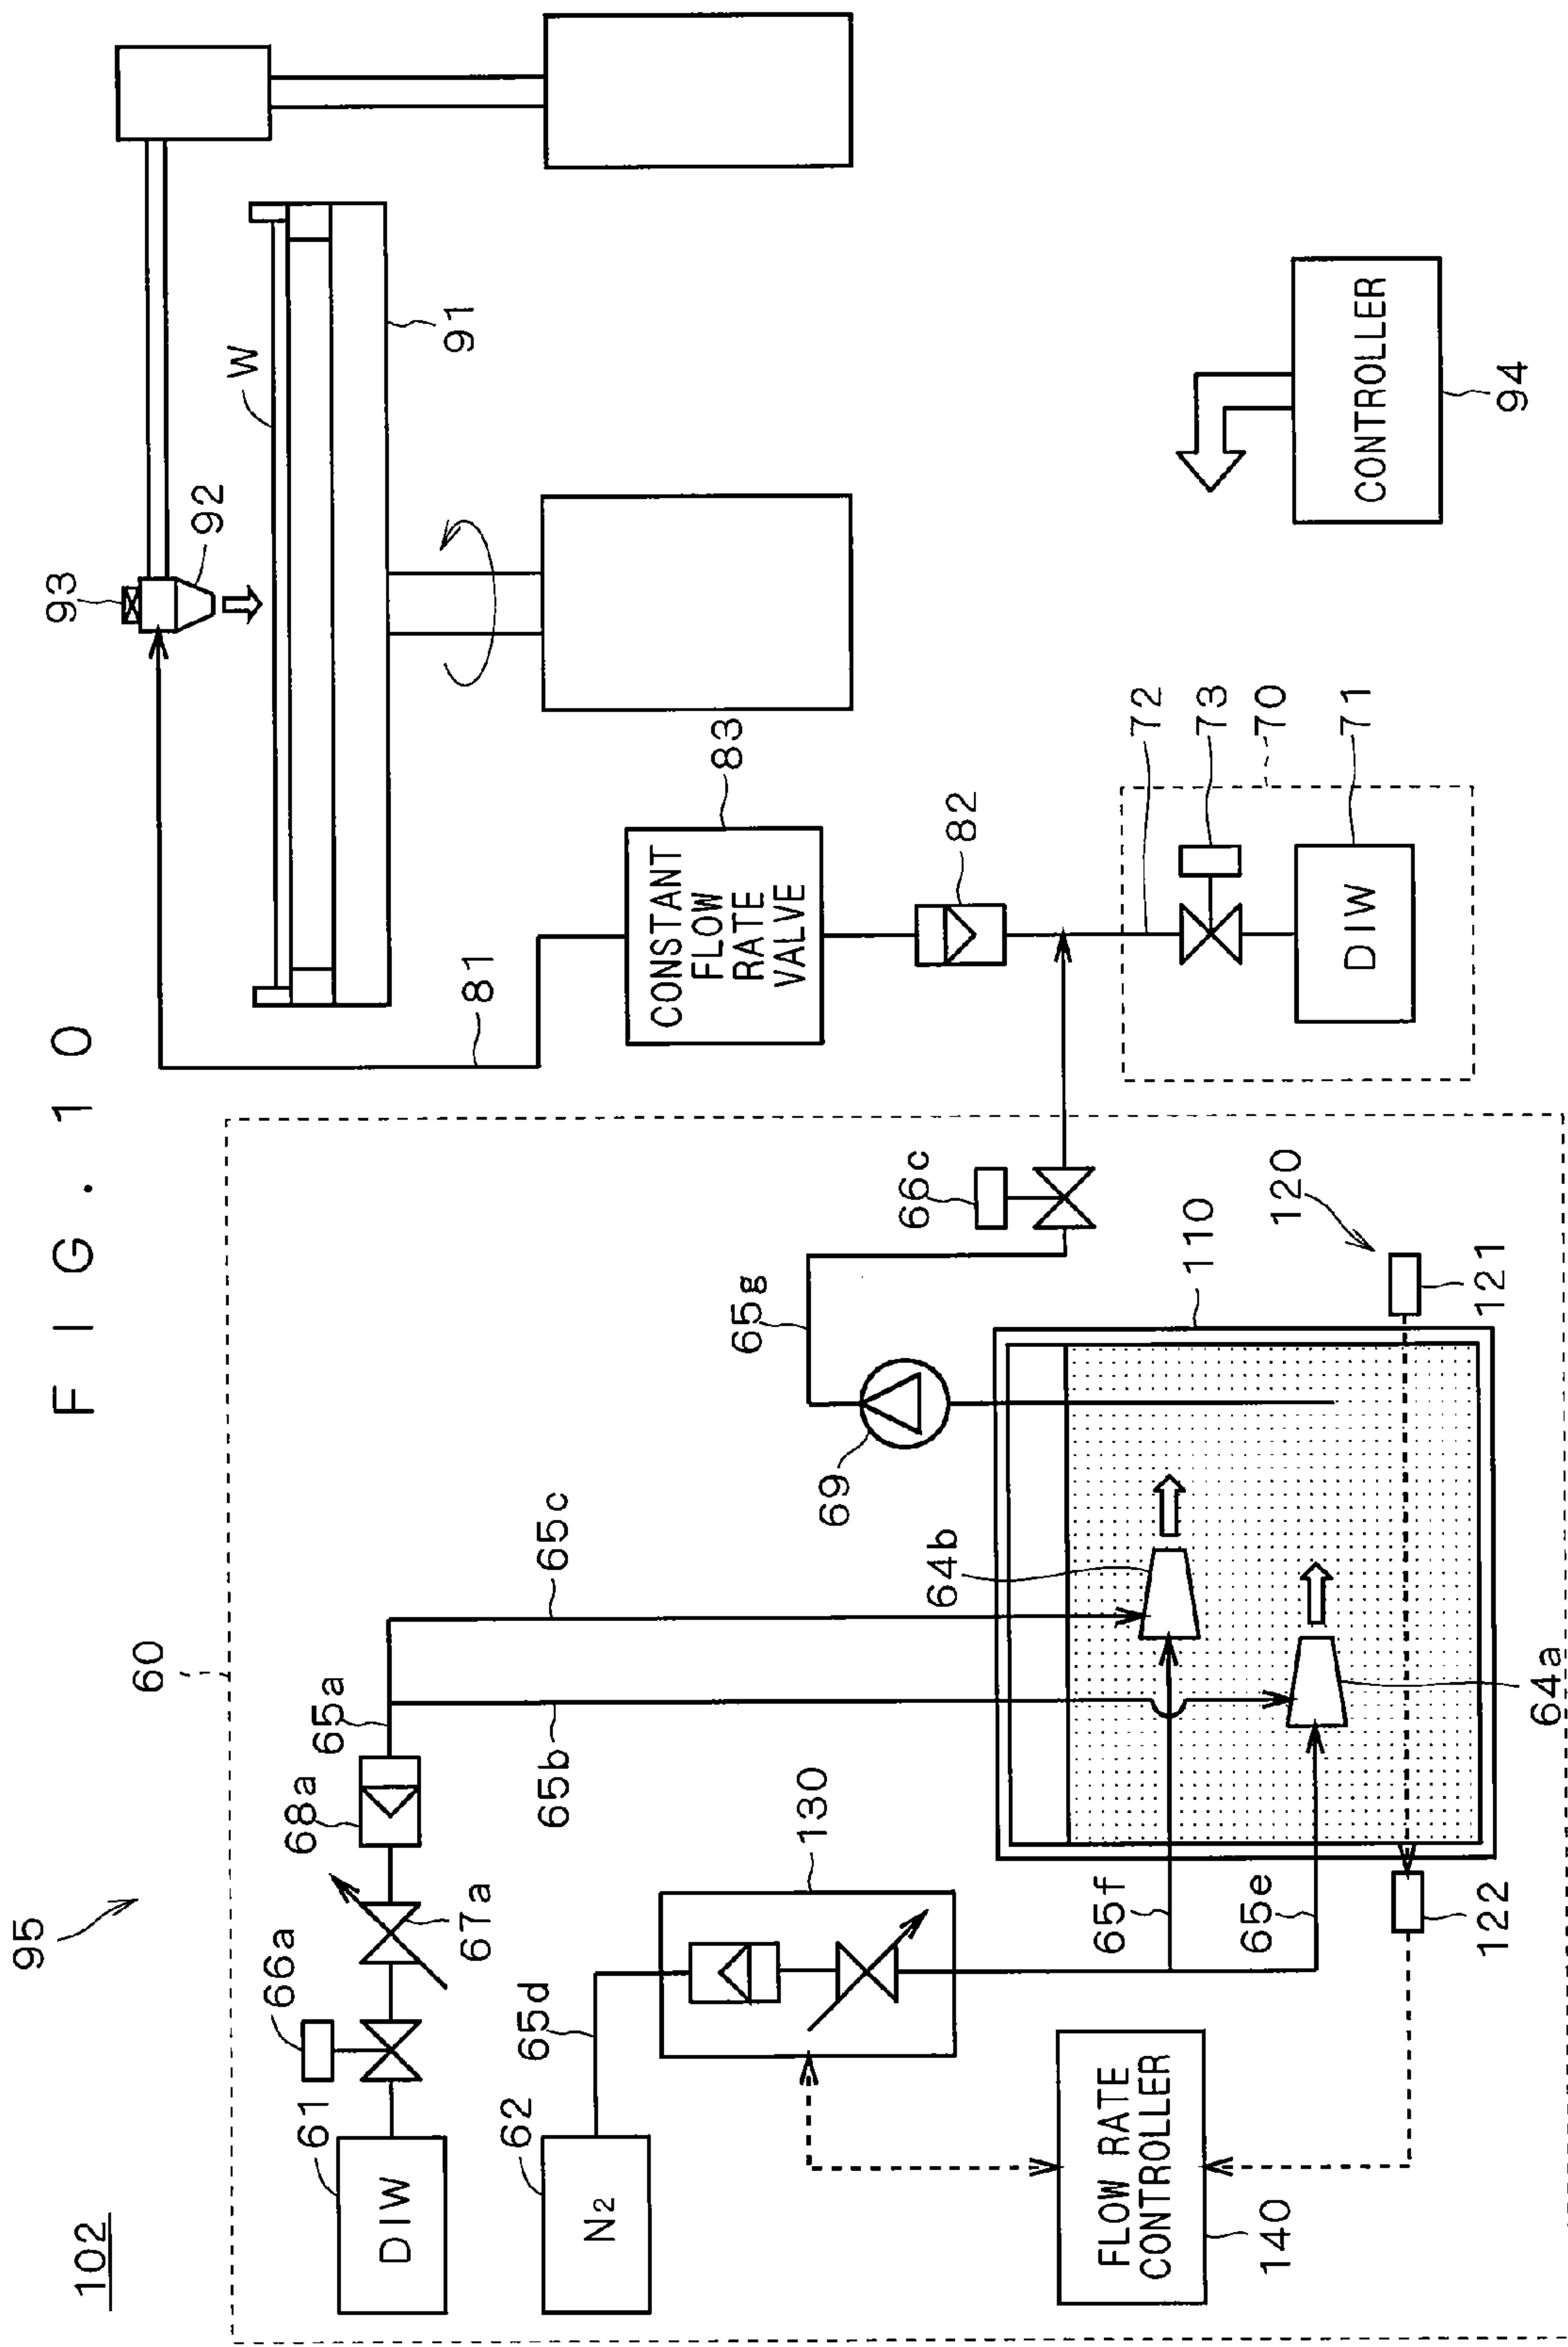 FIG. 10
102
95
60
61
DIW
66a
67a
68a
65a
65b
65c
62
N2
65d
130
65f
65e
FLOW RATE
CONTROLLER
140
122
64a
64b
69
65g
66c
110
120
121
81
93
92
W
91
CONSTANT
FLOW
RATE
VALVE
83
82
72
73
70
71
DIW
CONTROLLER
94